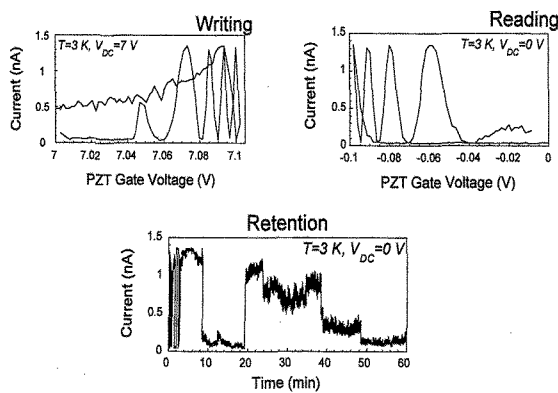 Writing
T=3 K, V_DC=7 V
Current (nA)
1.5
1
0.5
0
7
7.02
7.04
7.06
7.08
7.1
PZT Gate Voltage (V)
Reading
T=3 K, V_DC=0 V
Current (nA)
1.5
1
0.5
0
-0.1
-0.08
-0.06
-0.04
-0.02
0
PZT Gate Voltage (V)
Retention
T=3 K, V_DC=0 V
Current (nA)
1.5
1
0.5
0
0
10
20
30
40
50
60
Time (min)